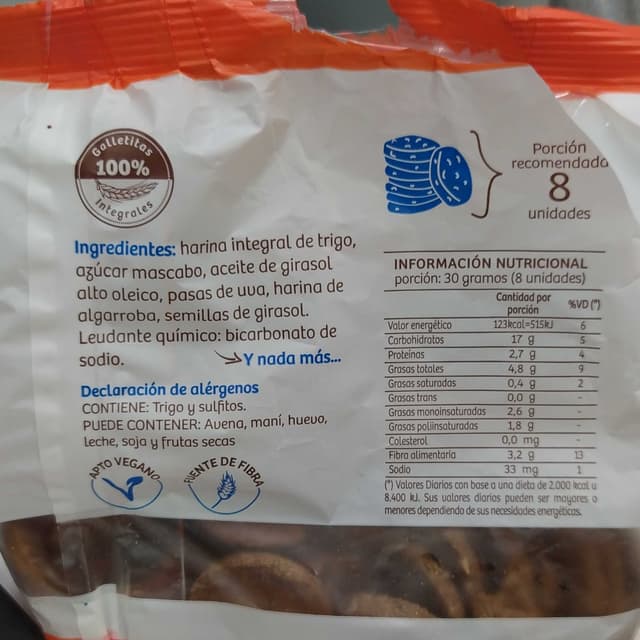 Galletitas
100%
Integrales
Ingredientes: harina integral de trigo,
azúcar mascabo, aceite de girasol
alto oleico, pasas de uva, harina de
algarroba, semillas de girasol.
Leudante químico: bicarbonato de
sodio.
Y nada más...
Declaración de alérgenos
CONTIENE: Trigo y sulfitos.
PUEDE CONTENER: Avena, maní, huevo,
leche, soja y frutas secas
APTO VEGANO
FUENTE DE FIBRA
Porción
recomendada
8
unidades
INFORMACIÓN NUTRICIONAL
porción: 30 gramos (8 unidades)
Cantidad por
porción %VD (*)
Valor energético 123kcal=515kJ 6
Carbohidratos 17 g 5
Proteínas 2,7 g 4
Grasas totales 4,8 g 9
Grasas saturadas 0,4 g 2
Grasas trans 0,0 g -
Grasas monoinsaturadas 2,6 g -
Grasas poliinsaturadas 1,8 g -
Colesterol 0,0 mg -
Fibra alimentaria 3,2 g 13
Sodio 33 mg 1
(*) Valores Diarios con base a una dieta de 2.000 kcal u
8.400 kJ. Sus valores diarios pueden ser mayores o
menores dependiendo de sus necesidades energéticas.